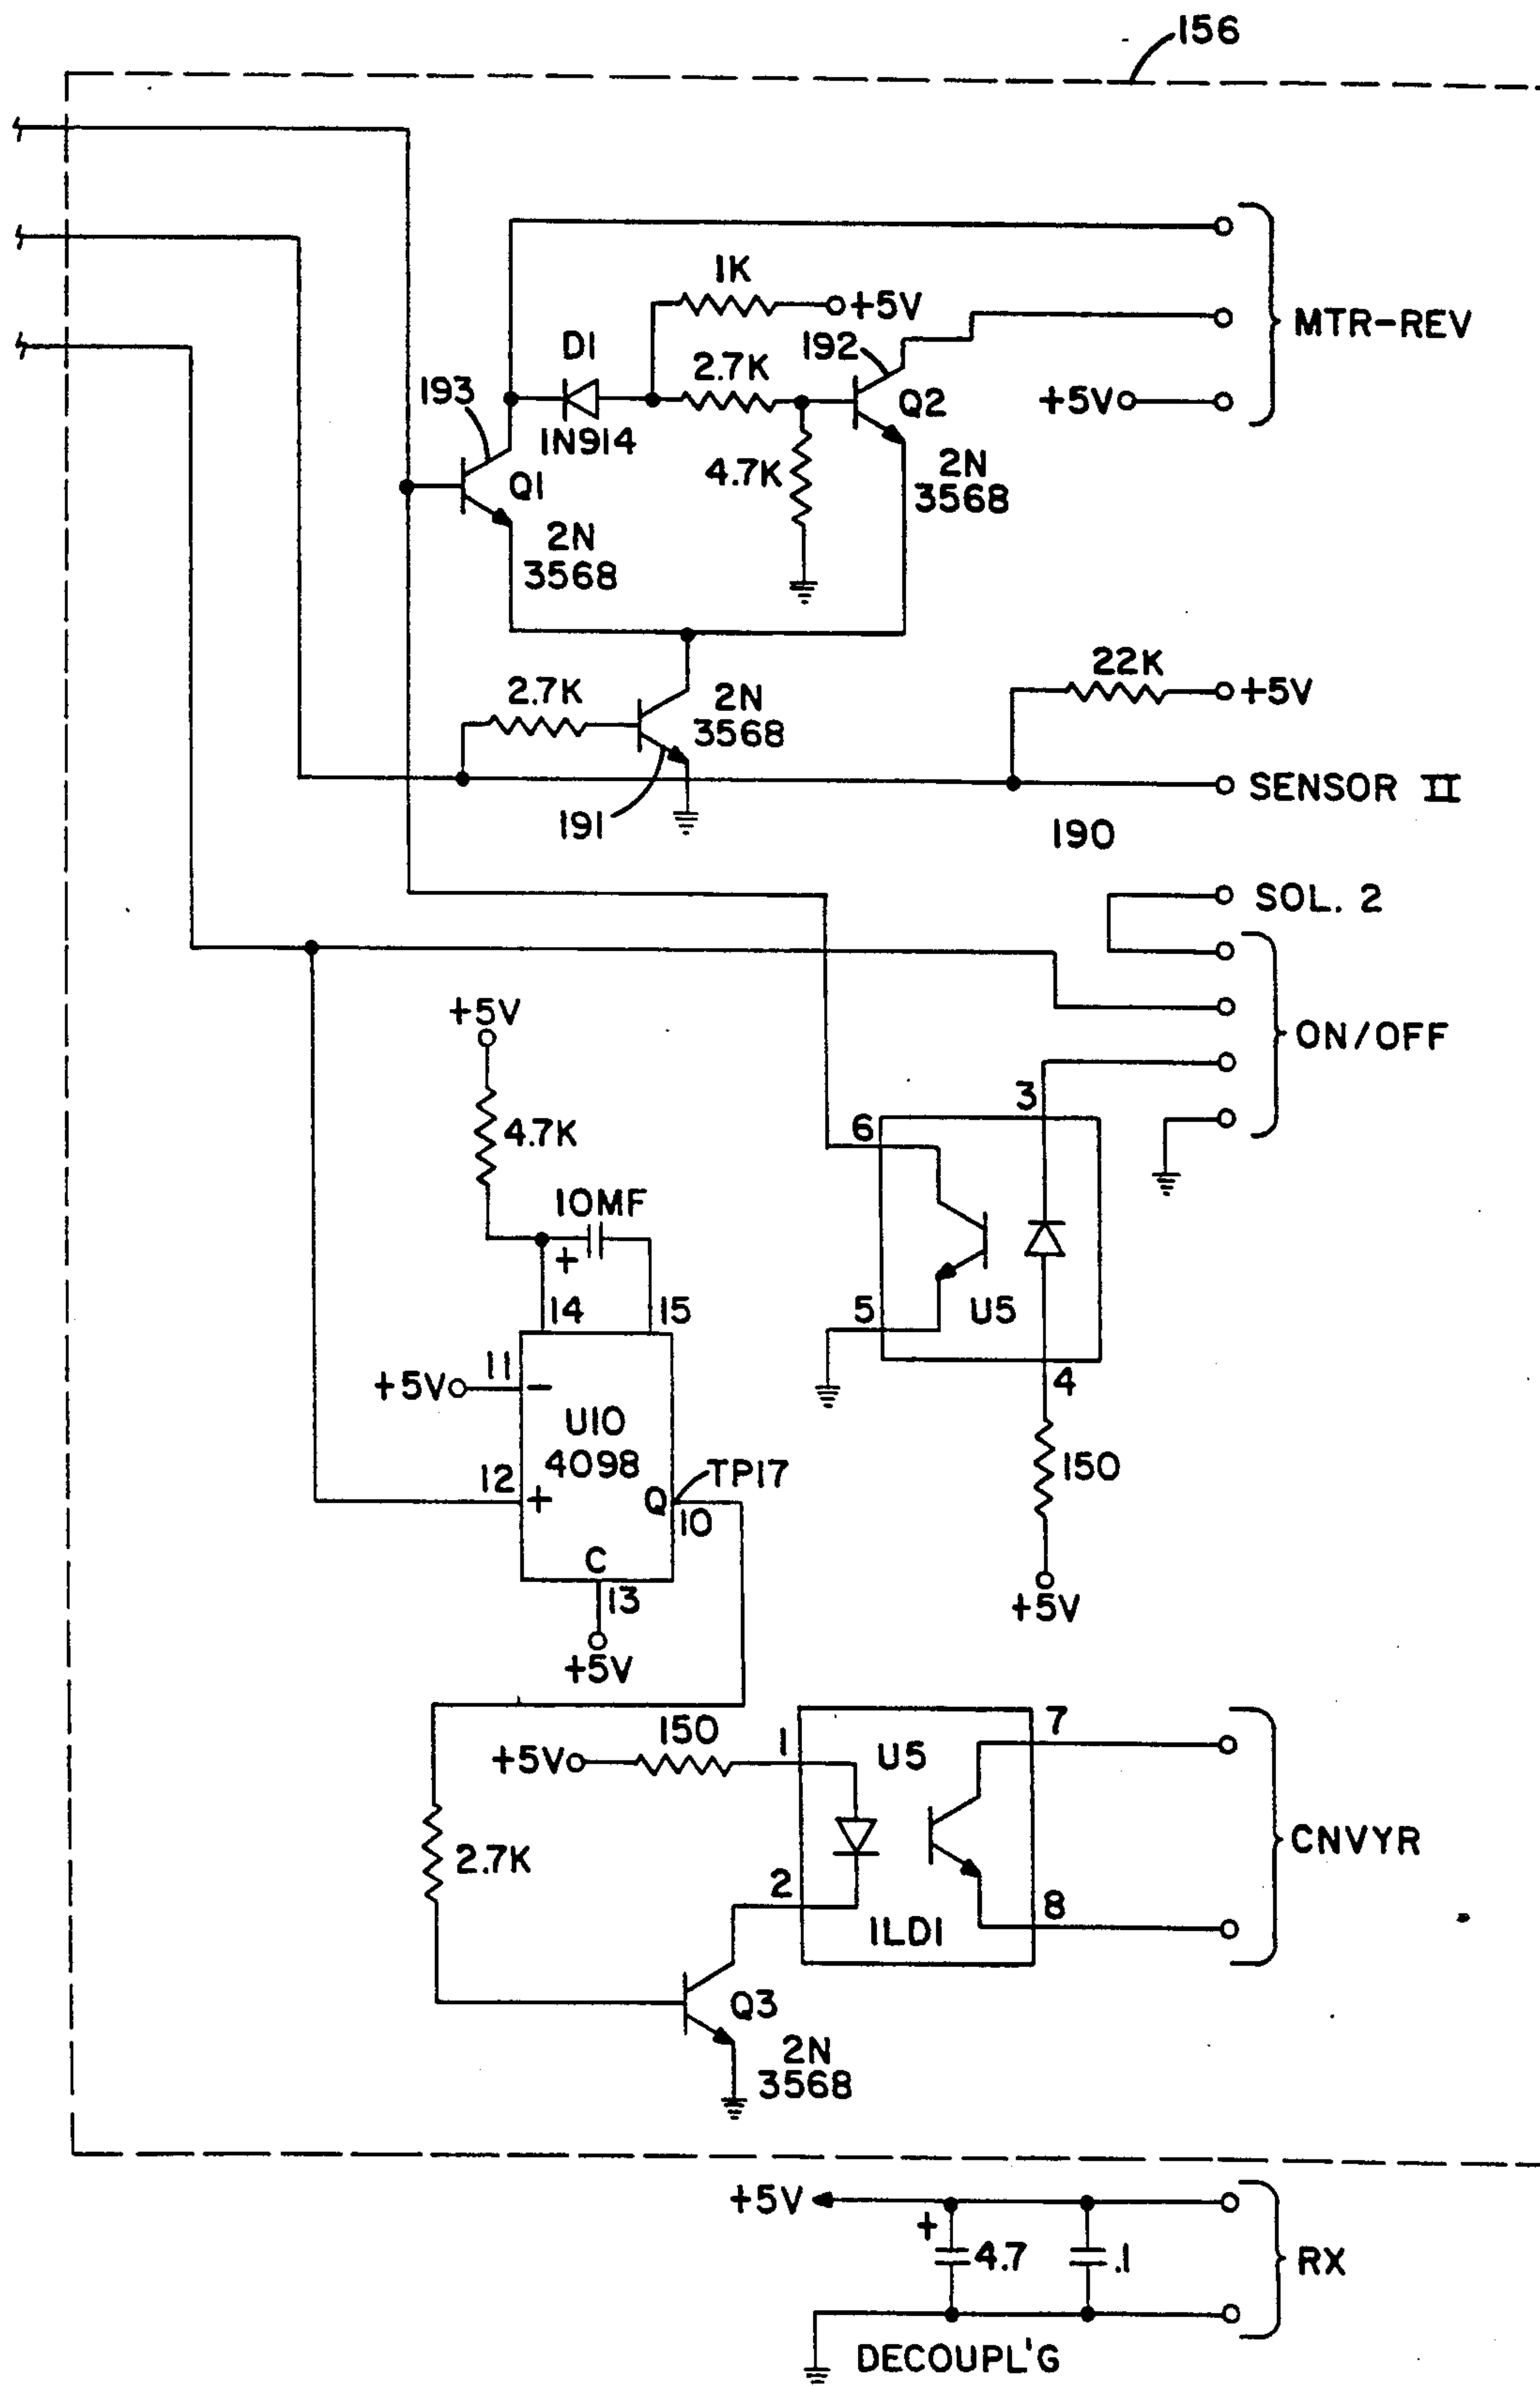 156
1K
+5V
MTR-REV
D1
192
2.7K
193
Q2
+5V
1N914
4.7K
2N
3568
Q1
2N
3568
22K
+5V
2.7K
2N
3568
SENSOR II
191
190
SOL. 2
+5V
ON/OFF
3
6
4.7K
10MF
+
14
15
5
U5
4
+5V
11
-
U10
4098
150
12
+
Q
TP17
10
C
13
+5V
+5V
150
+5V
1
U5
7
2.7K
CNVYR
2
8
ILD1
Q3
2N
3568
+5V
+
4.7
.1
RX
DECOUPL'G